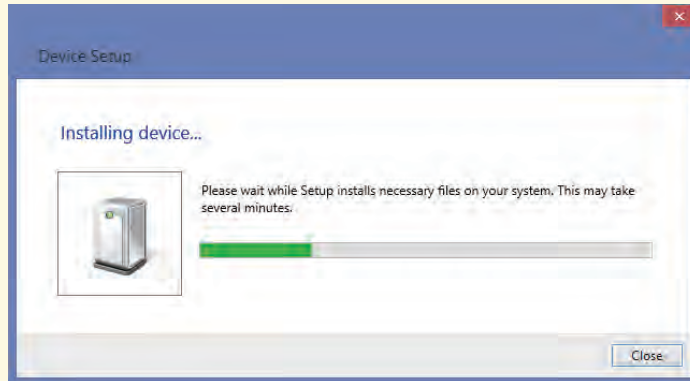 Device Setup
Installing device...
Please wait while Setup installs necessary files on your system. This may take
several minutes.
Close